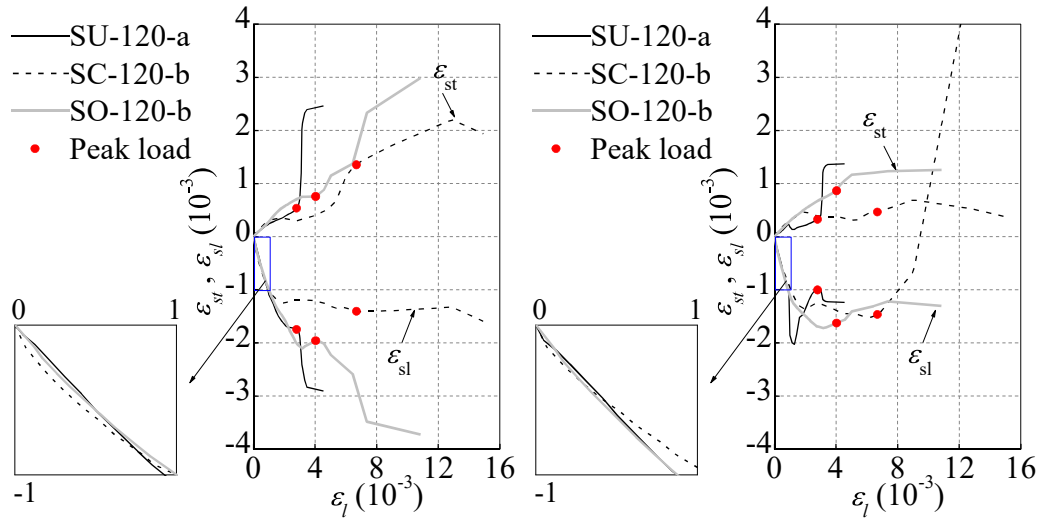 SU-120-a
SC-120-b
SO-120-b
Peak load
4
3
2
1
0
-1
-2
-3
-4
0 4 8 12 16
ε_st , ε_sl (10⁻³)
ε_l (10⁻³)
ε_st
ε_sl
0 1
-1
SU-120-a
SC-120-b
SO-120-b
Peak load
4
3
2
1
0
-1
-2
-3
-4
0 4 8 12 16
ε_st , ε_sl (10⁻³)
ε_l (10⁻³)
ε_st
ε_sl
0 1
-1